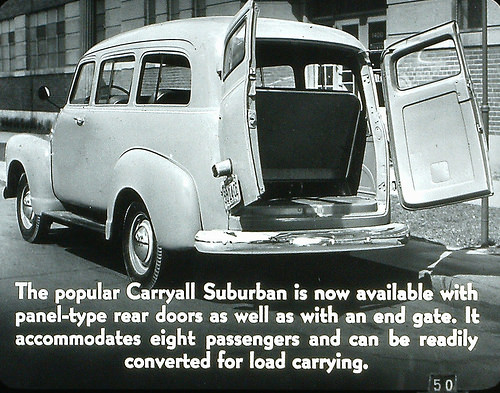 The popular Carryall Suburban is now available with
panel-type rear doors as well as with an end gate. It
accommodates eight passengers and can be readily
converted for load carrying.
50